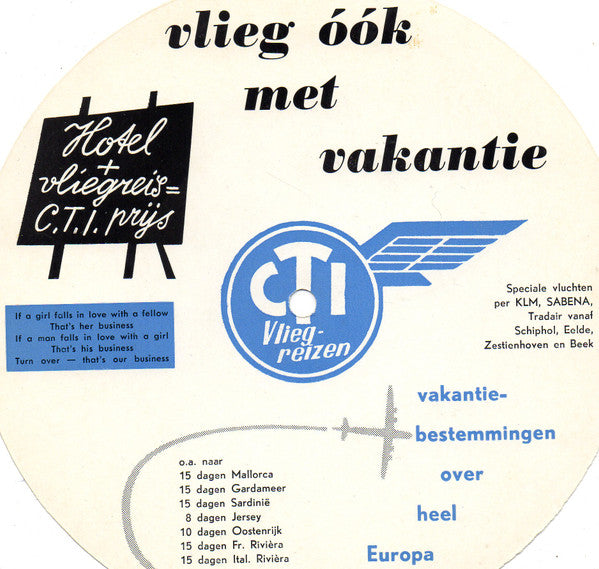 vlieg óók
met
vakantie
Hotel
+
vliegreis=
C.T.I. prijs
CTI
Vlieg-
reizen
If a girl falls in love with a fellow
That's her business
If a man falls in love with a girl
That's his business
Turn over — that's our business
Speciale vluchten
per KLM, SABENA,
Tradair vanaf
Schiphol, Eelde,
Zestienhoven en Beek
vakantie-
bestemmingen
over
heel
Europa
o.a. naar
15 dagen Mallorca
15 dagen Gardameer
15 dagen Sardinië
8 dagen Jersey
10 dagen Oostenrijk
15 dagen Fr. Rivièra
15 dagen Ital. Rivièra